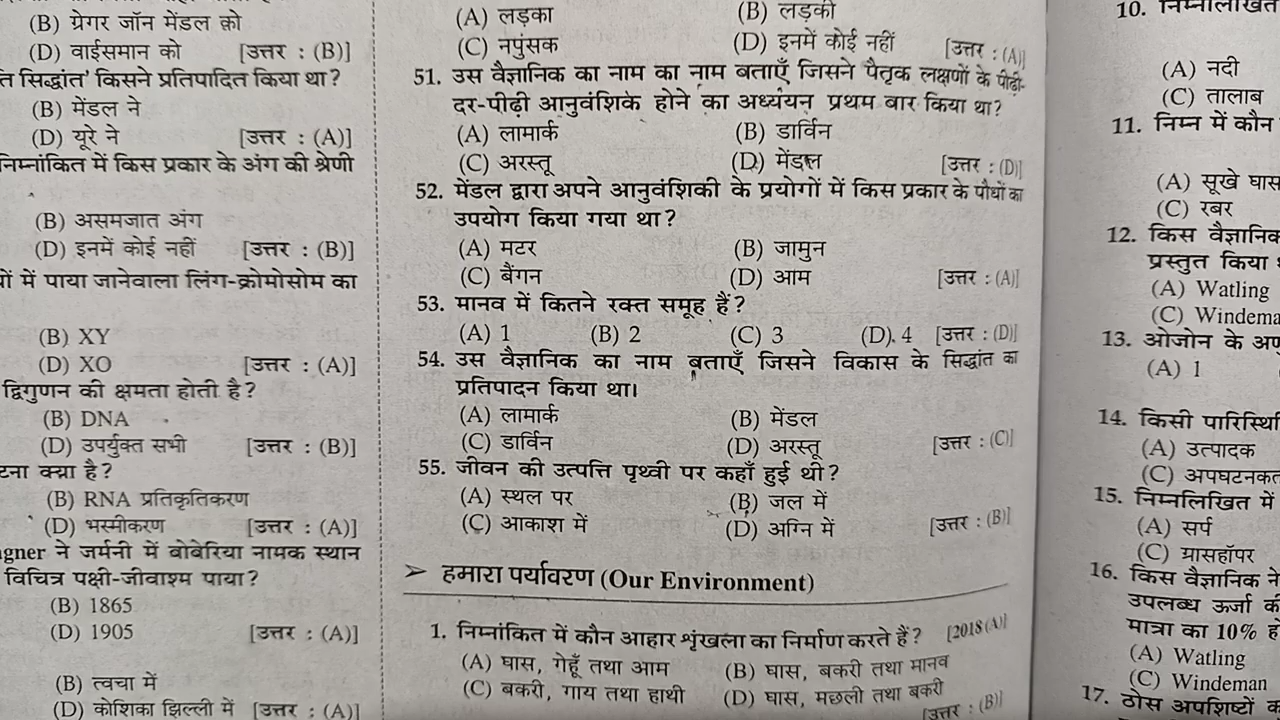 (B) ग्रेगर जॉन मेंडल को
(D) वाईसमान को [उत्तर : (B)]
त सिद्धांत' किसने प्रतिपादित किया था?
(B) मेंडल ने
(D) यूरे ने [उत्तर : (A)]
निम्नांकित में किस प्रकार के अंग की श्रेणी
(B) असमजात अंग
(D) इनमें कोई नहीं [उत्तर : (B)]
में पाया जानेवाला लिंग-क्रोमोसोम का
(B) XY
(D) XO [उत्तर : (A)]
द्विगुणन की क्षमता होती है?
(B) DNA
(D) उपर्युक्त सभी [उत्तर : (B)]
टना क्या है?
(B) RNA प्रतिकृतिकरण
(D) भस्मीकरण [उत्तर : (A)]
gner ने जर्मनी में बोबेरिया नामक स्थान
विचित्र पक्षी-जीवाश्म पाया?
(B) 1865
(D) 1905 [उत्तर : (A)]
(B) त्वचा में
(D) कोशिका झिल्ली में [उत्तर : (A)]
(A) लड़का (B) लड़की
(C) नपुंसक (D) इनमें कोई नहीं [उत्तर : (A)]
51. उस वैज्ञानिक का नाम का नाम बताएँ जिसने पैतृक लक्षणों के पीढ़ी-
दर-पीढ़ी आनुवंशिक होने का अध्ययन प्रथम बार किया था?
(A) लामार्क (B) डार्विन
(C) अरस्तू (D) मेंडल [उत्तर : (D)]
52. मेंडल द्वारा अपने आनुवंशिकी के प्रयोगों में किस प्रकार के पौधों का
उपयोग किया गया था?
(A) मटर (B) जामुन
(C) बैंगन (D) आम [उत्तर : (A)]
53. मानव में कितने रक्त समूह हैं?
(A) 1 (B) 2 (C) 3 (D) 4 [उत्तर : (D)]
54. उस वैज्ञानिक का नाम बताएँ जिसने विकास के सिद्धांत का
प्रतिपादन किया था।
(A) लामार्क (B) मेंडल
(C) डार्विन (D) अरस्तू [उत्तर : (C)]
55. जीवन की उत्पत्ति पृथ्वी पर कहाँ हुई थी?
(A) स्थल पर (B) जल में
(C) आकाश में (D) अग्नि में [उत्तर : (B)]
➢ हमारा पर्यावरण (Our Environment)
1. निम्नांकित में कौन आहार शृंखला का निर्माण करते हैं? [2018(A)]
(A) घास, गेहूँ तथा आम (B) घास, बकरी तथा मानव
(C) बकरी, गाय तथा हाथी (D) घास, मछली तथा बकरी
[उत्तर : (B)]
10. निम्नलिखित
(A) नदी
(C) तालाब
11. निम्न में कौन
(A) सूखे घास
(C) रबर
12. किस वैज्ञानिक
प्रस्तुत किया
(A) Watling
(C) Windema
13. ओजोन के अण
(A) 1
14. किसी पारिस्थि
(A) उत्पादक
(C) अपघटनकत
15. निम्नलिखित में
(A) सर्प
(C) ग्रासहॉपर
16. किस वैज्ञानिक ने
उपलब्ध ऊर्जा की
मात्रा का 10% ह
(A) Watling
(C) Windeman
17. ठोस अपशिष्टों